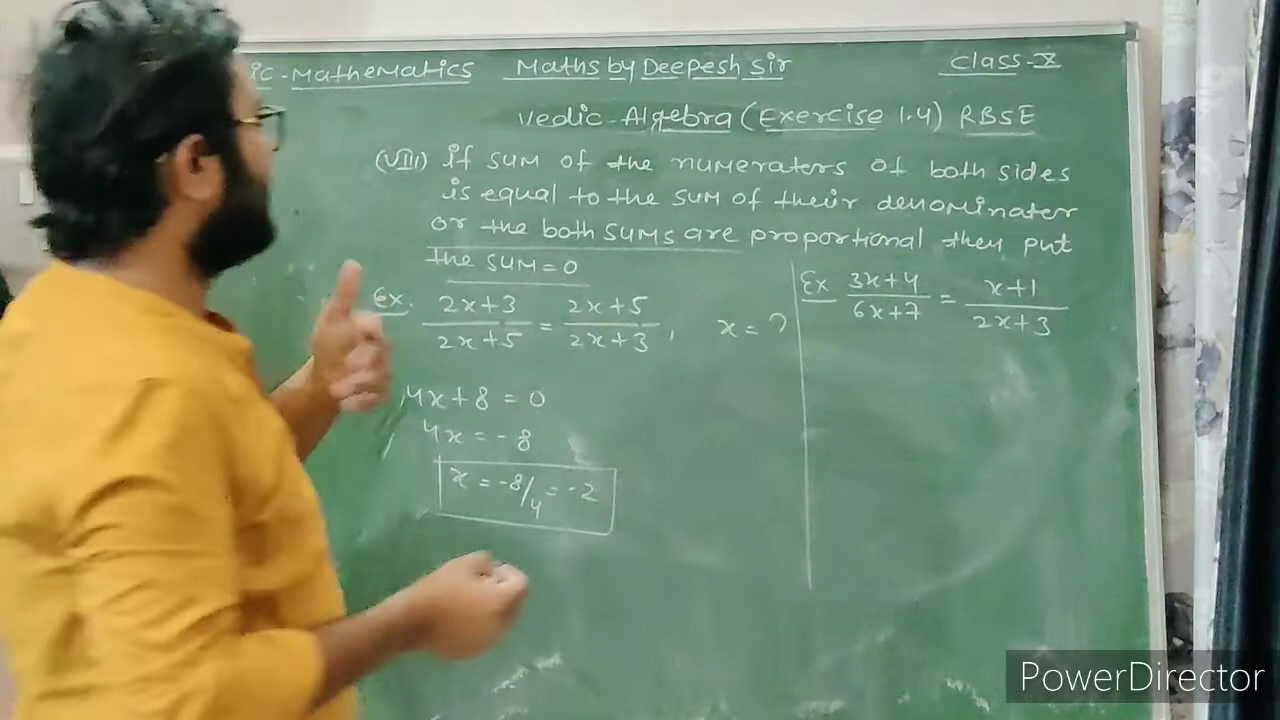 ic-Mathematics Maths by Deepesh Sir Class-X
Vedic-Algebra (Exercise 1.4) RBSE
(VIII) If sum of the numeraters of both sides
is equal to the sum of their denominater
or the both sums are proportional they put
the sum = 0
Ex. (2x+3)/(2x+5) = (2x+5)/(2x+3), x = ?
4x+8 = 0
4x = -8
x = -8/4 = -2
Ex (3x+4)/(6x+7) = (x+1)/(2x+3)
PowerDirector